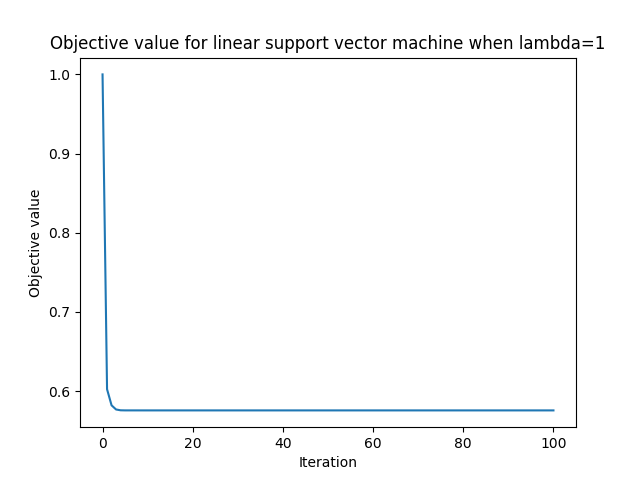 Objective value for linear support vector machine when lambda=1
1.0
0.9
0.8
0.7
0.6
Objective value
0 20 40 60 80 100
Iteration